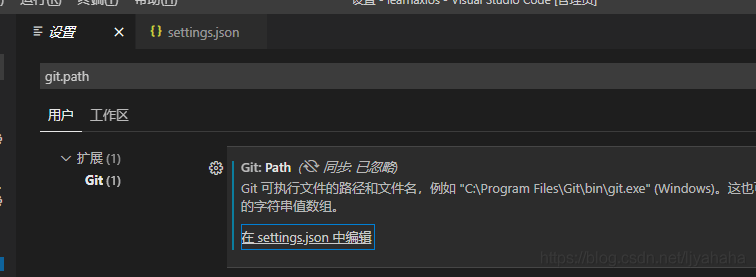 运行(R) 终端(T) 帮助(H) 设置 - learnaxios - Visual Studio Code [管理员]
设置 settings.json
git.path
用户 工作区
扩展 (1)
Git (1)
Git: Path (同步: 已忽略)
Git 可执行文件的路径和文件名，例如 "C:\Program Files\Git\bin\git.exe" (Windows)。这也可
的字符串值数组。
在 settings.json 中编辑
https://blog.csdn.net/ljyahaha